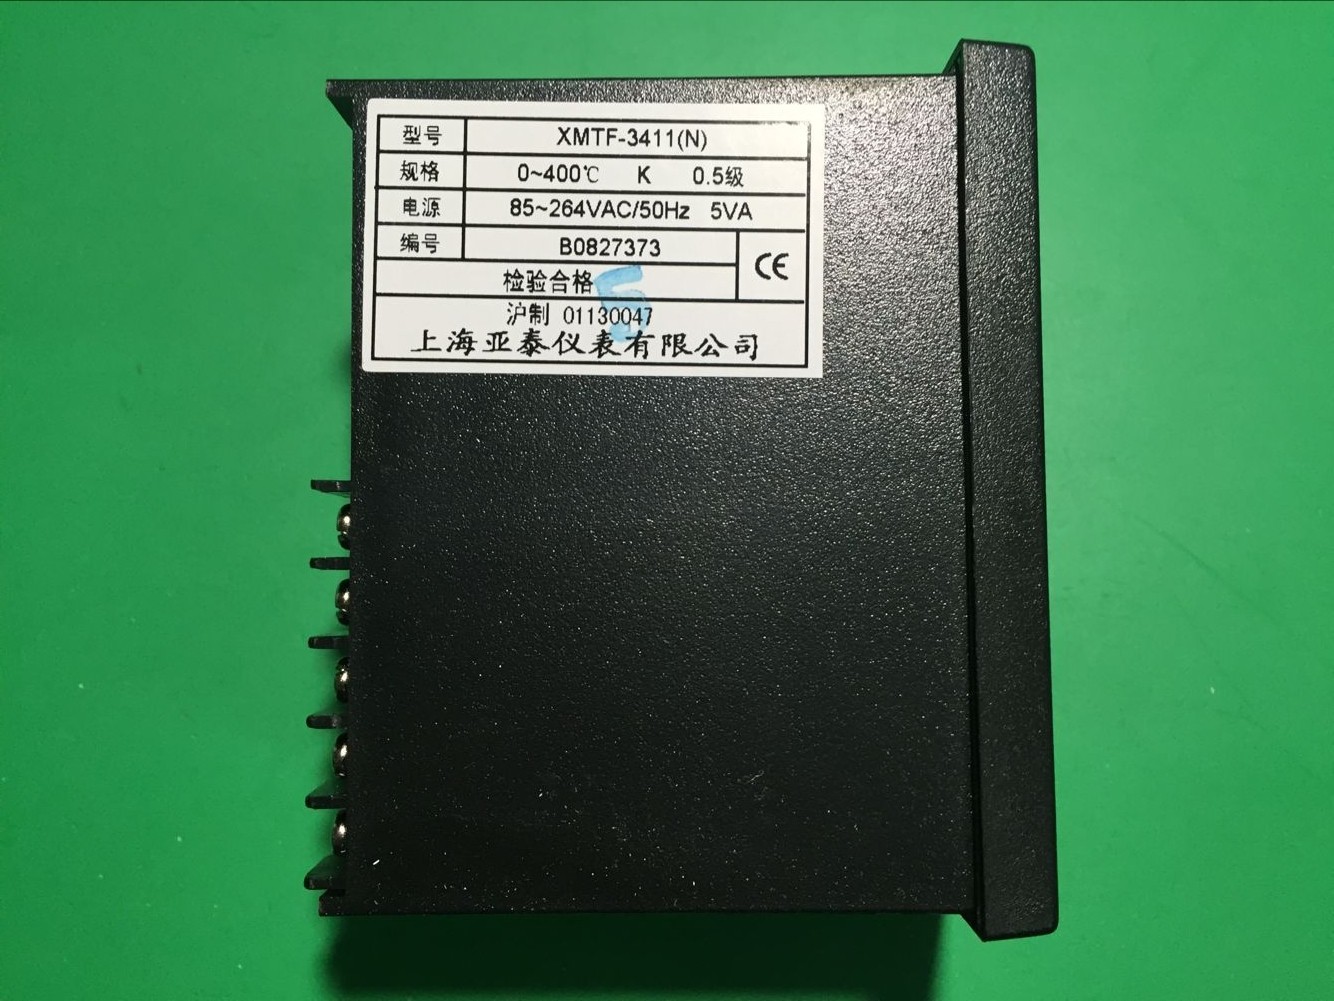 型号 XMTF-3411(N)
规格 0~400℃ K 0.5级
电源 85~264VAC/50Hz 5VA
编号 B0827373
CE
检验合格 5
沪制 01130047
上海亚泰仪表有限公司